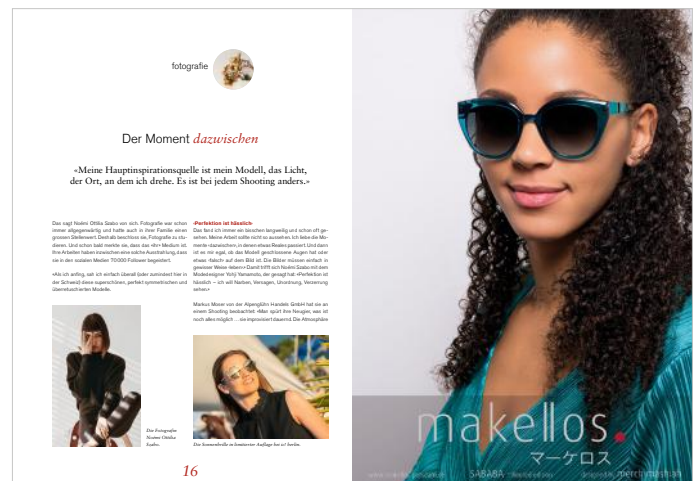 fotografie
Der Moment dazwischen
«Meine Hauptinspirationsquelle ist mein Modell, das Licht,
der Ort, an dem ich drehe. Es ist bei jedem Shooting anders.»
Das sagt Noémi Ottilia Szabo von sich. Fotografie war schon
immer allgegenwärtig und hatte auch in ihrer Familie einen
grossen Stellenwert. Deshalb beschloss sie, Fotografie zu stu-
dieren. Und schon bald merkte sie, dass das «ihr» Medium ist:
Ihre Arbeiten haben inzwischen eine solche Ausstrahlung, dass
sie in den sozialen Medien 70'000 Follower begeistert.
«Als ich anfing, sah ich einfach überall (oder zumindest hier in
der Schweiz) diese superschönen, perfekt symmetrischen und
überretuschierten Modelle.
«Perfektion ist hässlich»
Das fand ich immer ein bisschen langweilig und schon oft ge-
sehen. Meine Arbeit sollte nicht so aussehen. Ich liebe die Mo-
mente «dazwischen», in denen etwas Reales passiert. Und dann
ist es mir egal, ob das Modell geschlossene Augen hat oder
etwas «falsch» auf dem Bild ist. Die Bilder müssen einfach in
gewisser Weise «leben».» Damit trifft sich Noémi Szabo mit dem
Modedesigner Yohji Yamamoto, der gesagt hat «Perfektion ist
hässlich – ich will Narben, Versagen, Unordnung, Verzerrung
sehen.»
Markus Moser von der Alpenglühn Handels GmbH hat sie an
einem Shooting beobachtet: «Man spürt ihre Neugier, was ist
noch alles möglich ... sie improvisiert dauernd. Die Atmosphäre
Die Fotografin
Noémi Ottilia
Szabo.
Die Sonnenbrille in limitierter Auflage
16
makellos.
マーケロス
SABABA